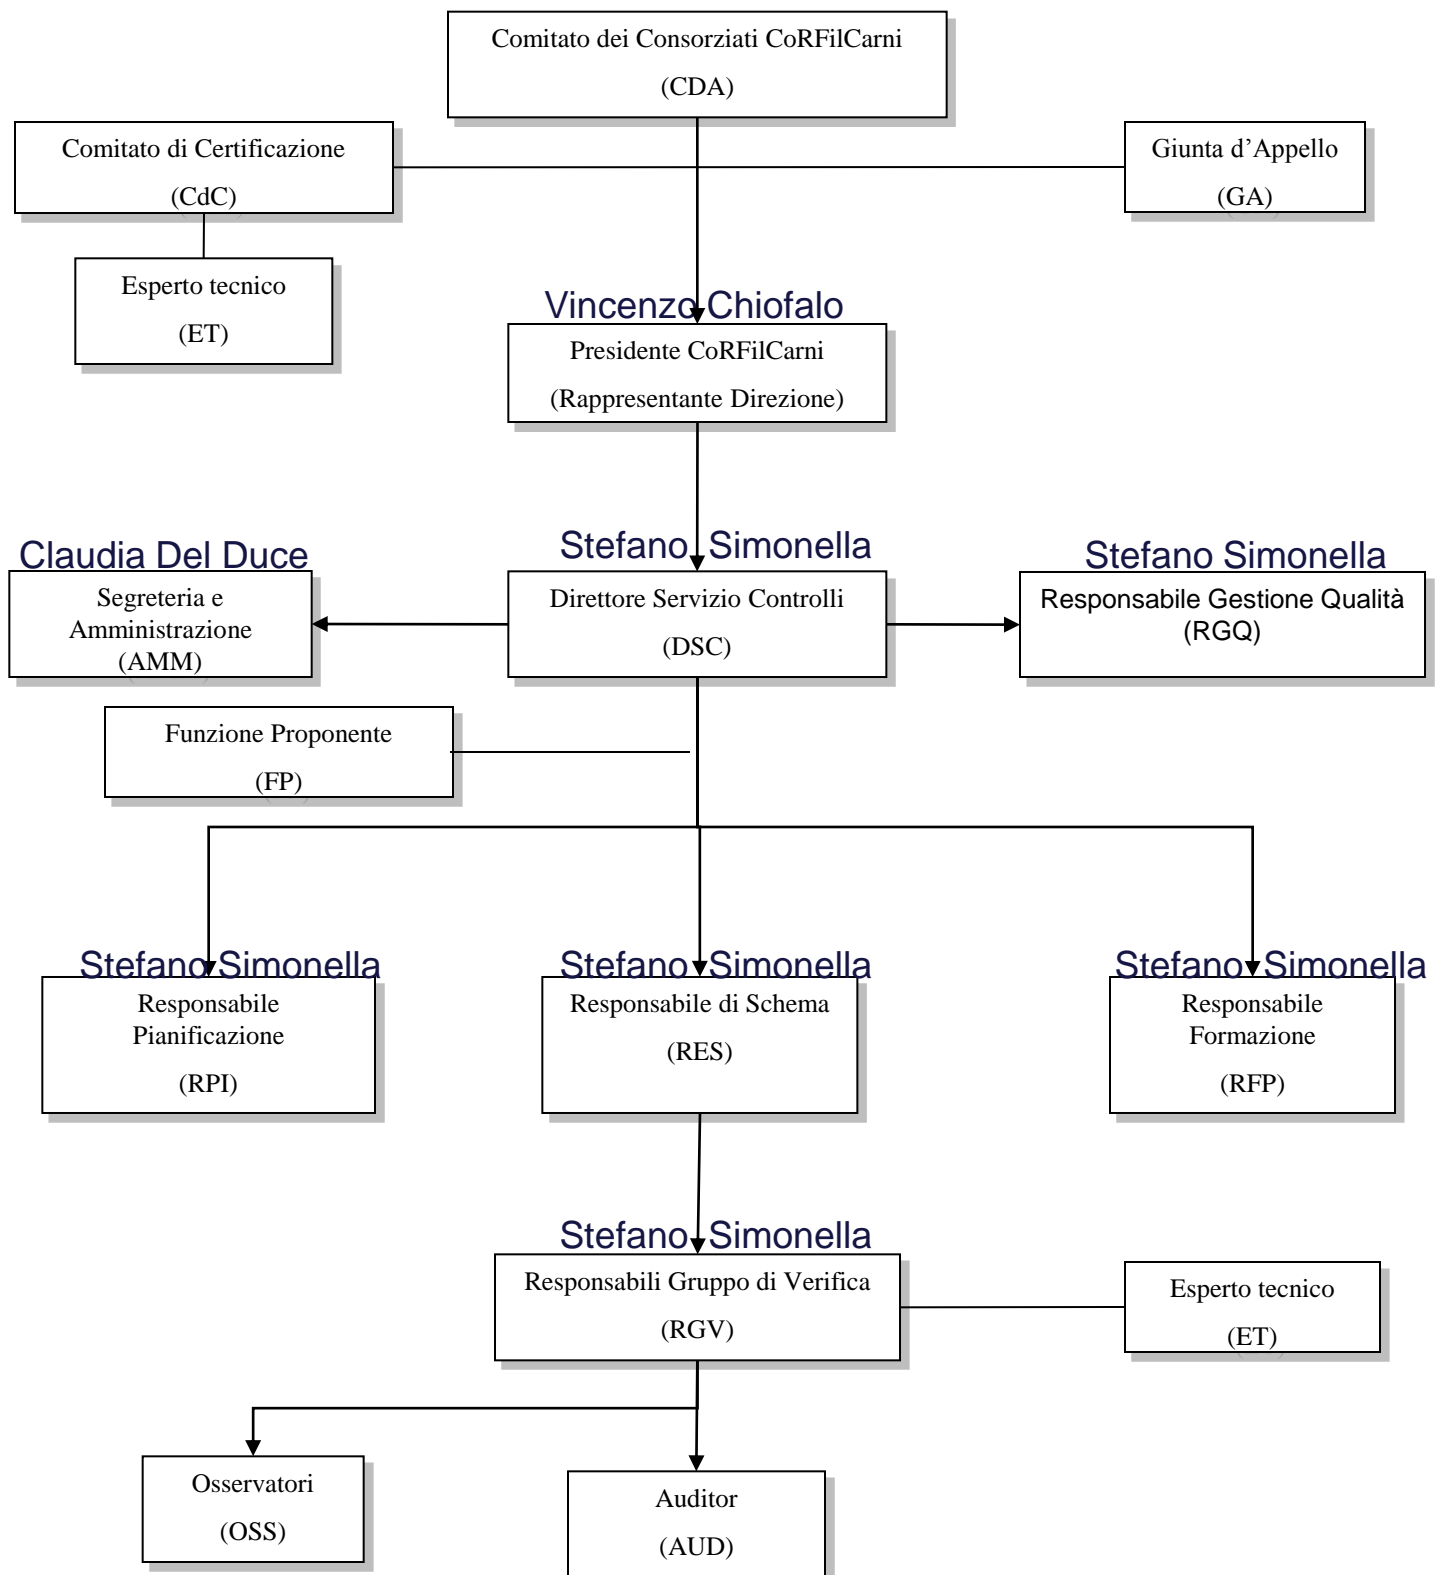 Comitato dei Consorziati CoRFilCarni
(CDA)
Comitato di Certificazione
(CdC)
Giunta d’Appello
(GA)
Esperto tecnico
(ET)
Vincenzo Chiofalo
Presidente CoRFilCarni
(Rappresentante Direzione)
Claudia Del Duce
Segreteria e
Amministrazione
(AMM)
Stefano Simonella
Direttore Servizio Controlli
(DSC)
Stefano Simonella
Responsabile Gestione Qualità
(RGQ)
Funzione Proponente
(FP)
Stefano Simonella
Responsabile
Pianificazione
(RPI)
Stefano Simonella
Responsabile di Schema
(RES)
Stefano Simonella
Responsabile
Formazione
(RFP)
Stefano Simonella
Responsabili Gruppo di Verifica
(RGV)
Esperto tecnico
(ET)
Osservatori
(OSS)
Auditor
(AUD)